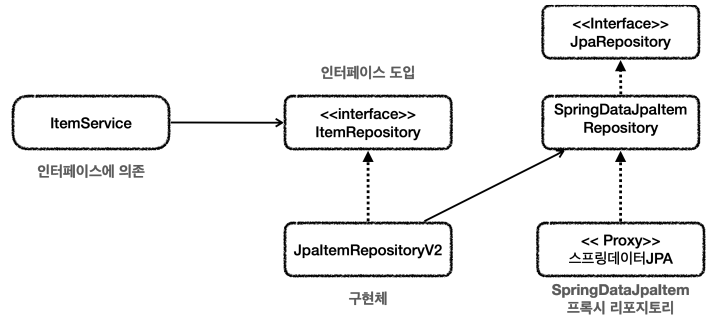 <<Interface>>
JpaRepository
인터페이스 도입
ItemService
<<interface>>
ItemRepository
SpringDataJpaItem
Repository
인터페이스에 의존
JpaItemRepositoryV2
<< Proxy>>
스프링데이터JPA
구현체
SpringDataJpaItem
프록시 리포지토리